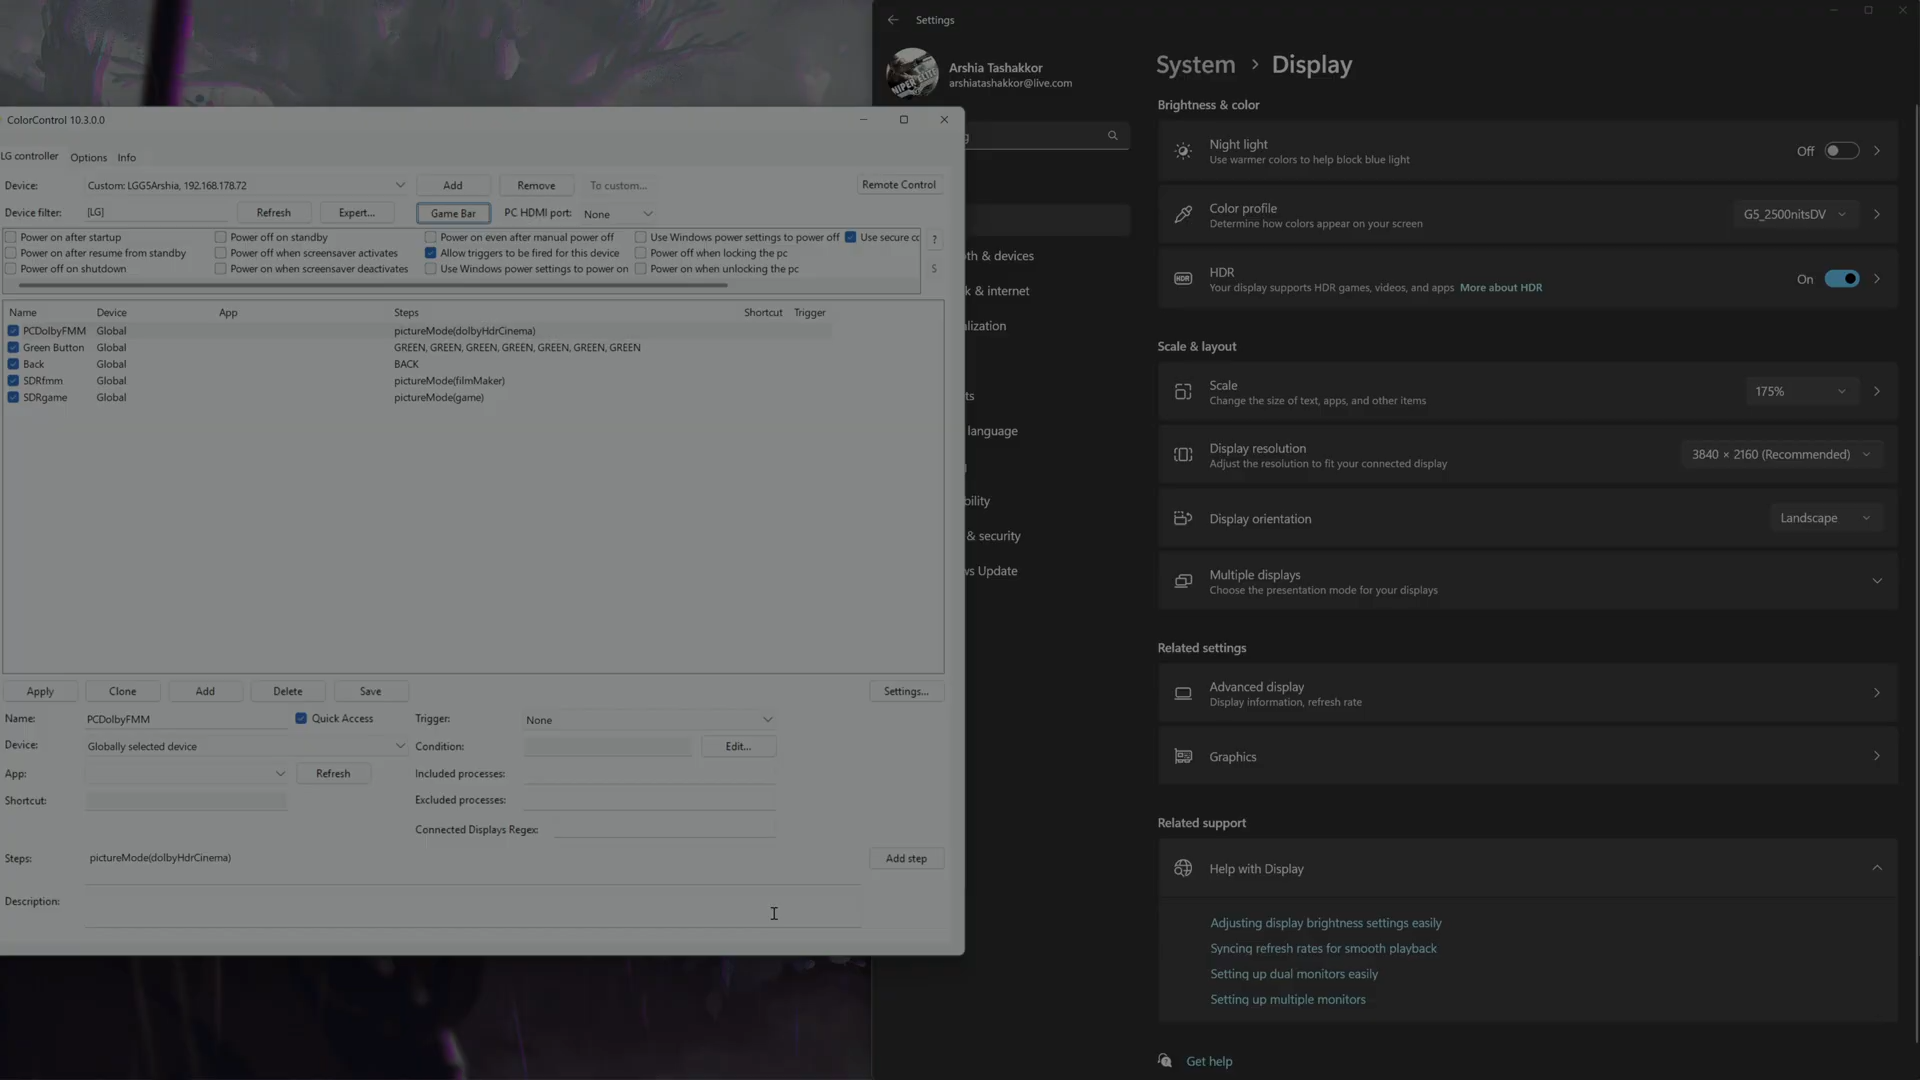 ColorControl 10.3.0.0
LG controller Options Info
Device: Custom: LGG5Arshia, 192.168.178.72 Add Remove To custom... Remote Control
Device filter: [LG] Refresh Expert... Game Bar PC HDMI port: None
Power on after startup Power off on standby Power on even after manual power off Use Windows power settings to power off Use secure cc ?
Power on after resume from standby Power off when screensaver activates Allow triggers to be fired for this device Power off when locking the pc
Power off on shutdown Power on when screensaver deactivates Use Windows power settings to power on Power on when unlocking the pc S
Name Device App Steps Shortcut Trigger
PCDolbyFMM Global pictureMode(dolbyHdrCinema)
Green Button Global GREEN, GREEN, GREEN, GREEN, GREEN, GREEN, GREEN
Back Global BACK
SDRfmm Global pictureMode(filmMaker)
SDRgame Global pictureMode(game)
Apply Clone Add Delete Save Settings...
Name: PCDolbyFMM Quick Access Trigger: None
Device: Globally selected device Condition: Edit...
App: Refresh Included processes:
Shortcut: Excluded processes:
Connected Displays Regex:
Steps: pictureMode(dolbyHdrCinema) Add step
Description:
Settings
Arshia Tashakkor
arshiatashakkor@live.com
g
th & devices
k & internet
lization
ts
language
bility
& security
ws Update
System > Display
Brightness & color
Night light
Use warmer colors to help block blue light
Off
Color profile
Determine how colors appear on your screen
G5_2500nitsDV
HDR
HDR
Your display supports HDR games, videos, and apps More about HDR
On
Scale & layout
Scale
Change the size of text, apps, and other items
175%
Display resolution
Adjust the resolution to fit your connected display
3840 × 2160 (Recommended)
Display orientation
Landscape
Multiple displays
Choose the presentation mode for your displays
Related settings
Advanced display
Display information, refresh rate
Graphics
Related support
Help with Display
Adjusting display brightness settings easily
Syncing refresh rates for smooth playback
Setting up dual monitors easily
Setting up multiple monitors
Get help